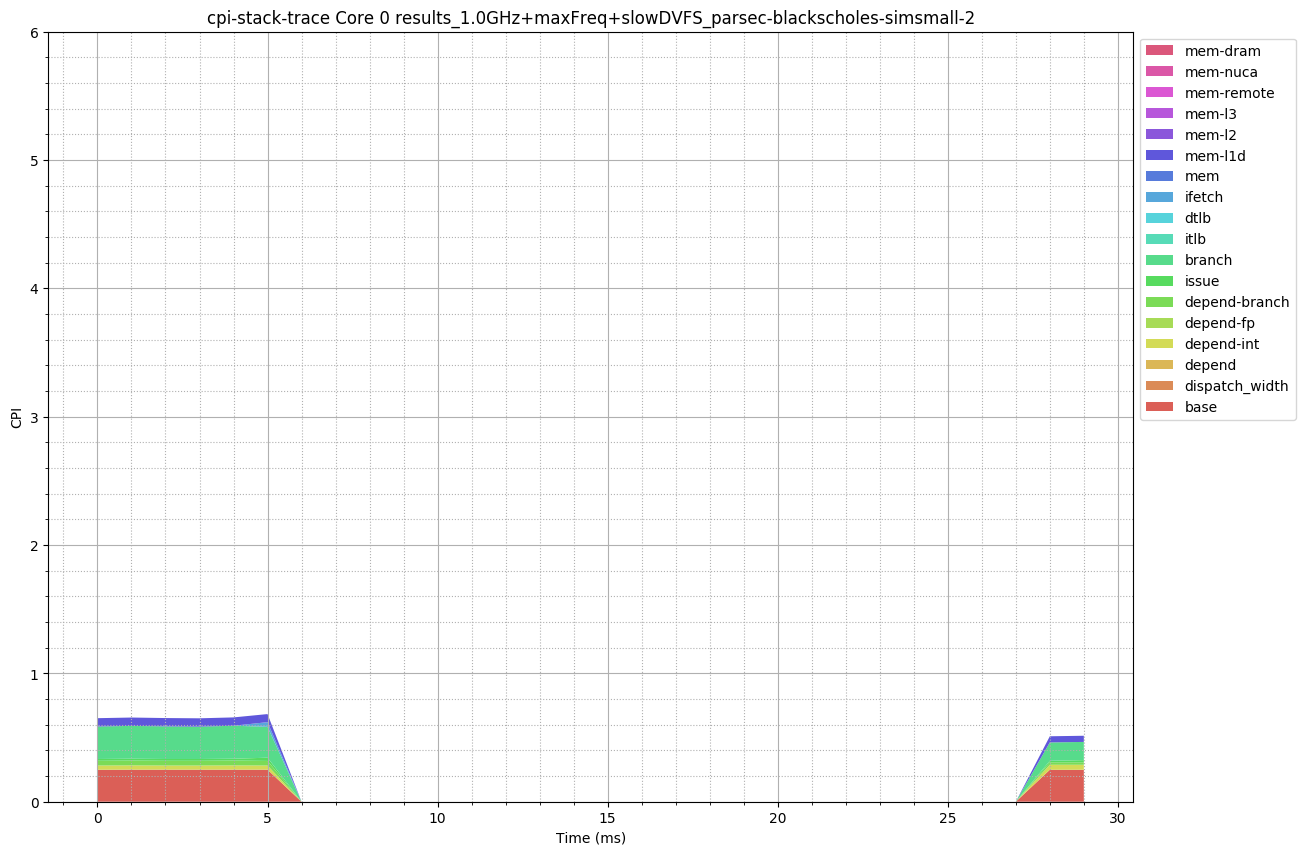 cpi-stack-trace Core 0 results_1.0GHz+maxFreq+slowDVFS_parsec-blackscholes-simsmall-2
6
5
4
3
2
1
0
CPI
0 5 10 15 20 25 30
Time (ms)
mem-dram
mem-nuca
mem-remote
mem-l3
mem-l2
mem-l1d
mem
ifetch
dtlb
itlb
branch
issue
depend-branch
depend-fp
depend-int
depend
dispatch_width
base